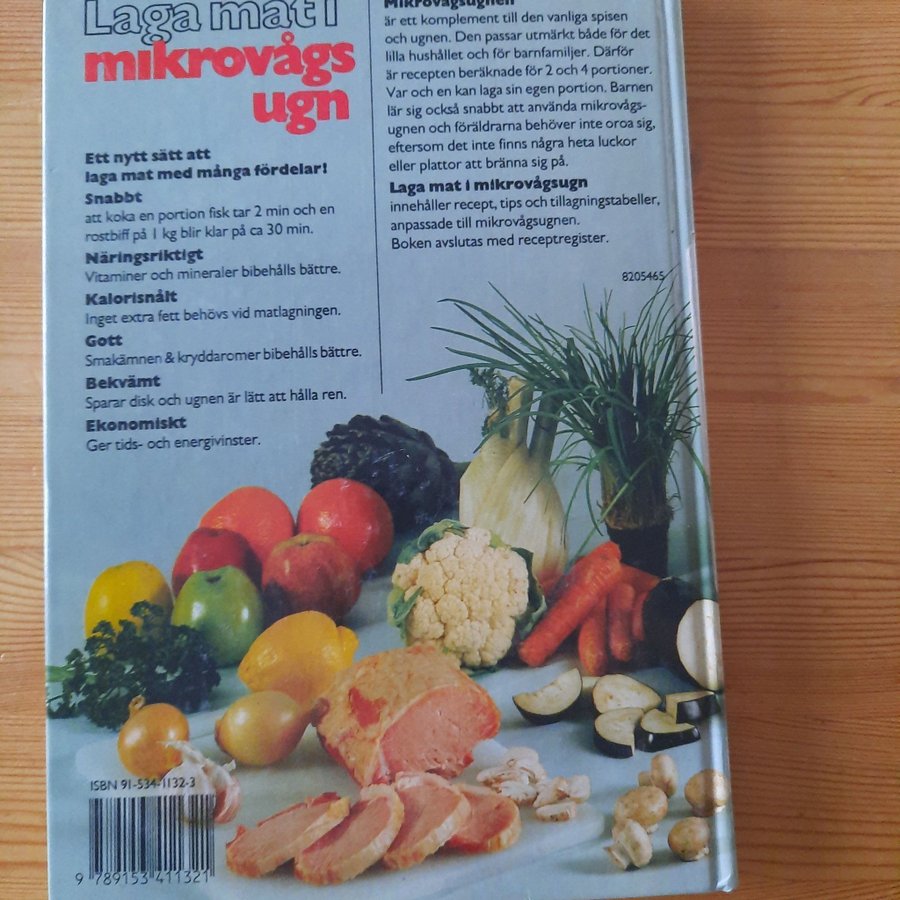 Laga mat i
mikrovågs
ugn
Ett nytt sätt att
laga mat med många fördelar!
Snabbt
att koka en portion fisk tar 2 min och en
rostbiff på 1 kg blir klar på ca 30 min.
Näringsriktigt
Vitaminer och mineraler bibehålls bättre.
Kalorisnålt
Inget extra fett behövs vid matlagningen.
Gott
Smakämnen & kryddaromer bibehålls bättre.
Bekvämt
Sparar disk och ugnen är lätt att hålla ren.
Ekonomiskt
Ger tids- och energivinster.
Mikrovågsugnen
är ett komplement till den vanliga spisen
och ugnen. Den passar utmärkt både för det
lilla hushållet och för barnfamiljer. Därför
är recepten beräknade för 2 och 4 portioner.
Var och en kan laga sin egen portion. Barnen
lär sig också snabbt att använda mikrovågs-
ugnen och föräldrarna behöver inte oroa sig,
eftersom det inte finns några heta luckor
eller plattor att bränna sig på.
Laga mat i mikrovågsugn
innehåller recept, tips och tillagningstabeller,
anpassade till mikrovågsugnen.
Boken avslutas med receptregister.
8205465
ISBN 91-534-1132-3
9 789153 411321